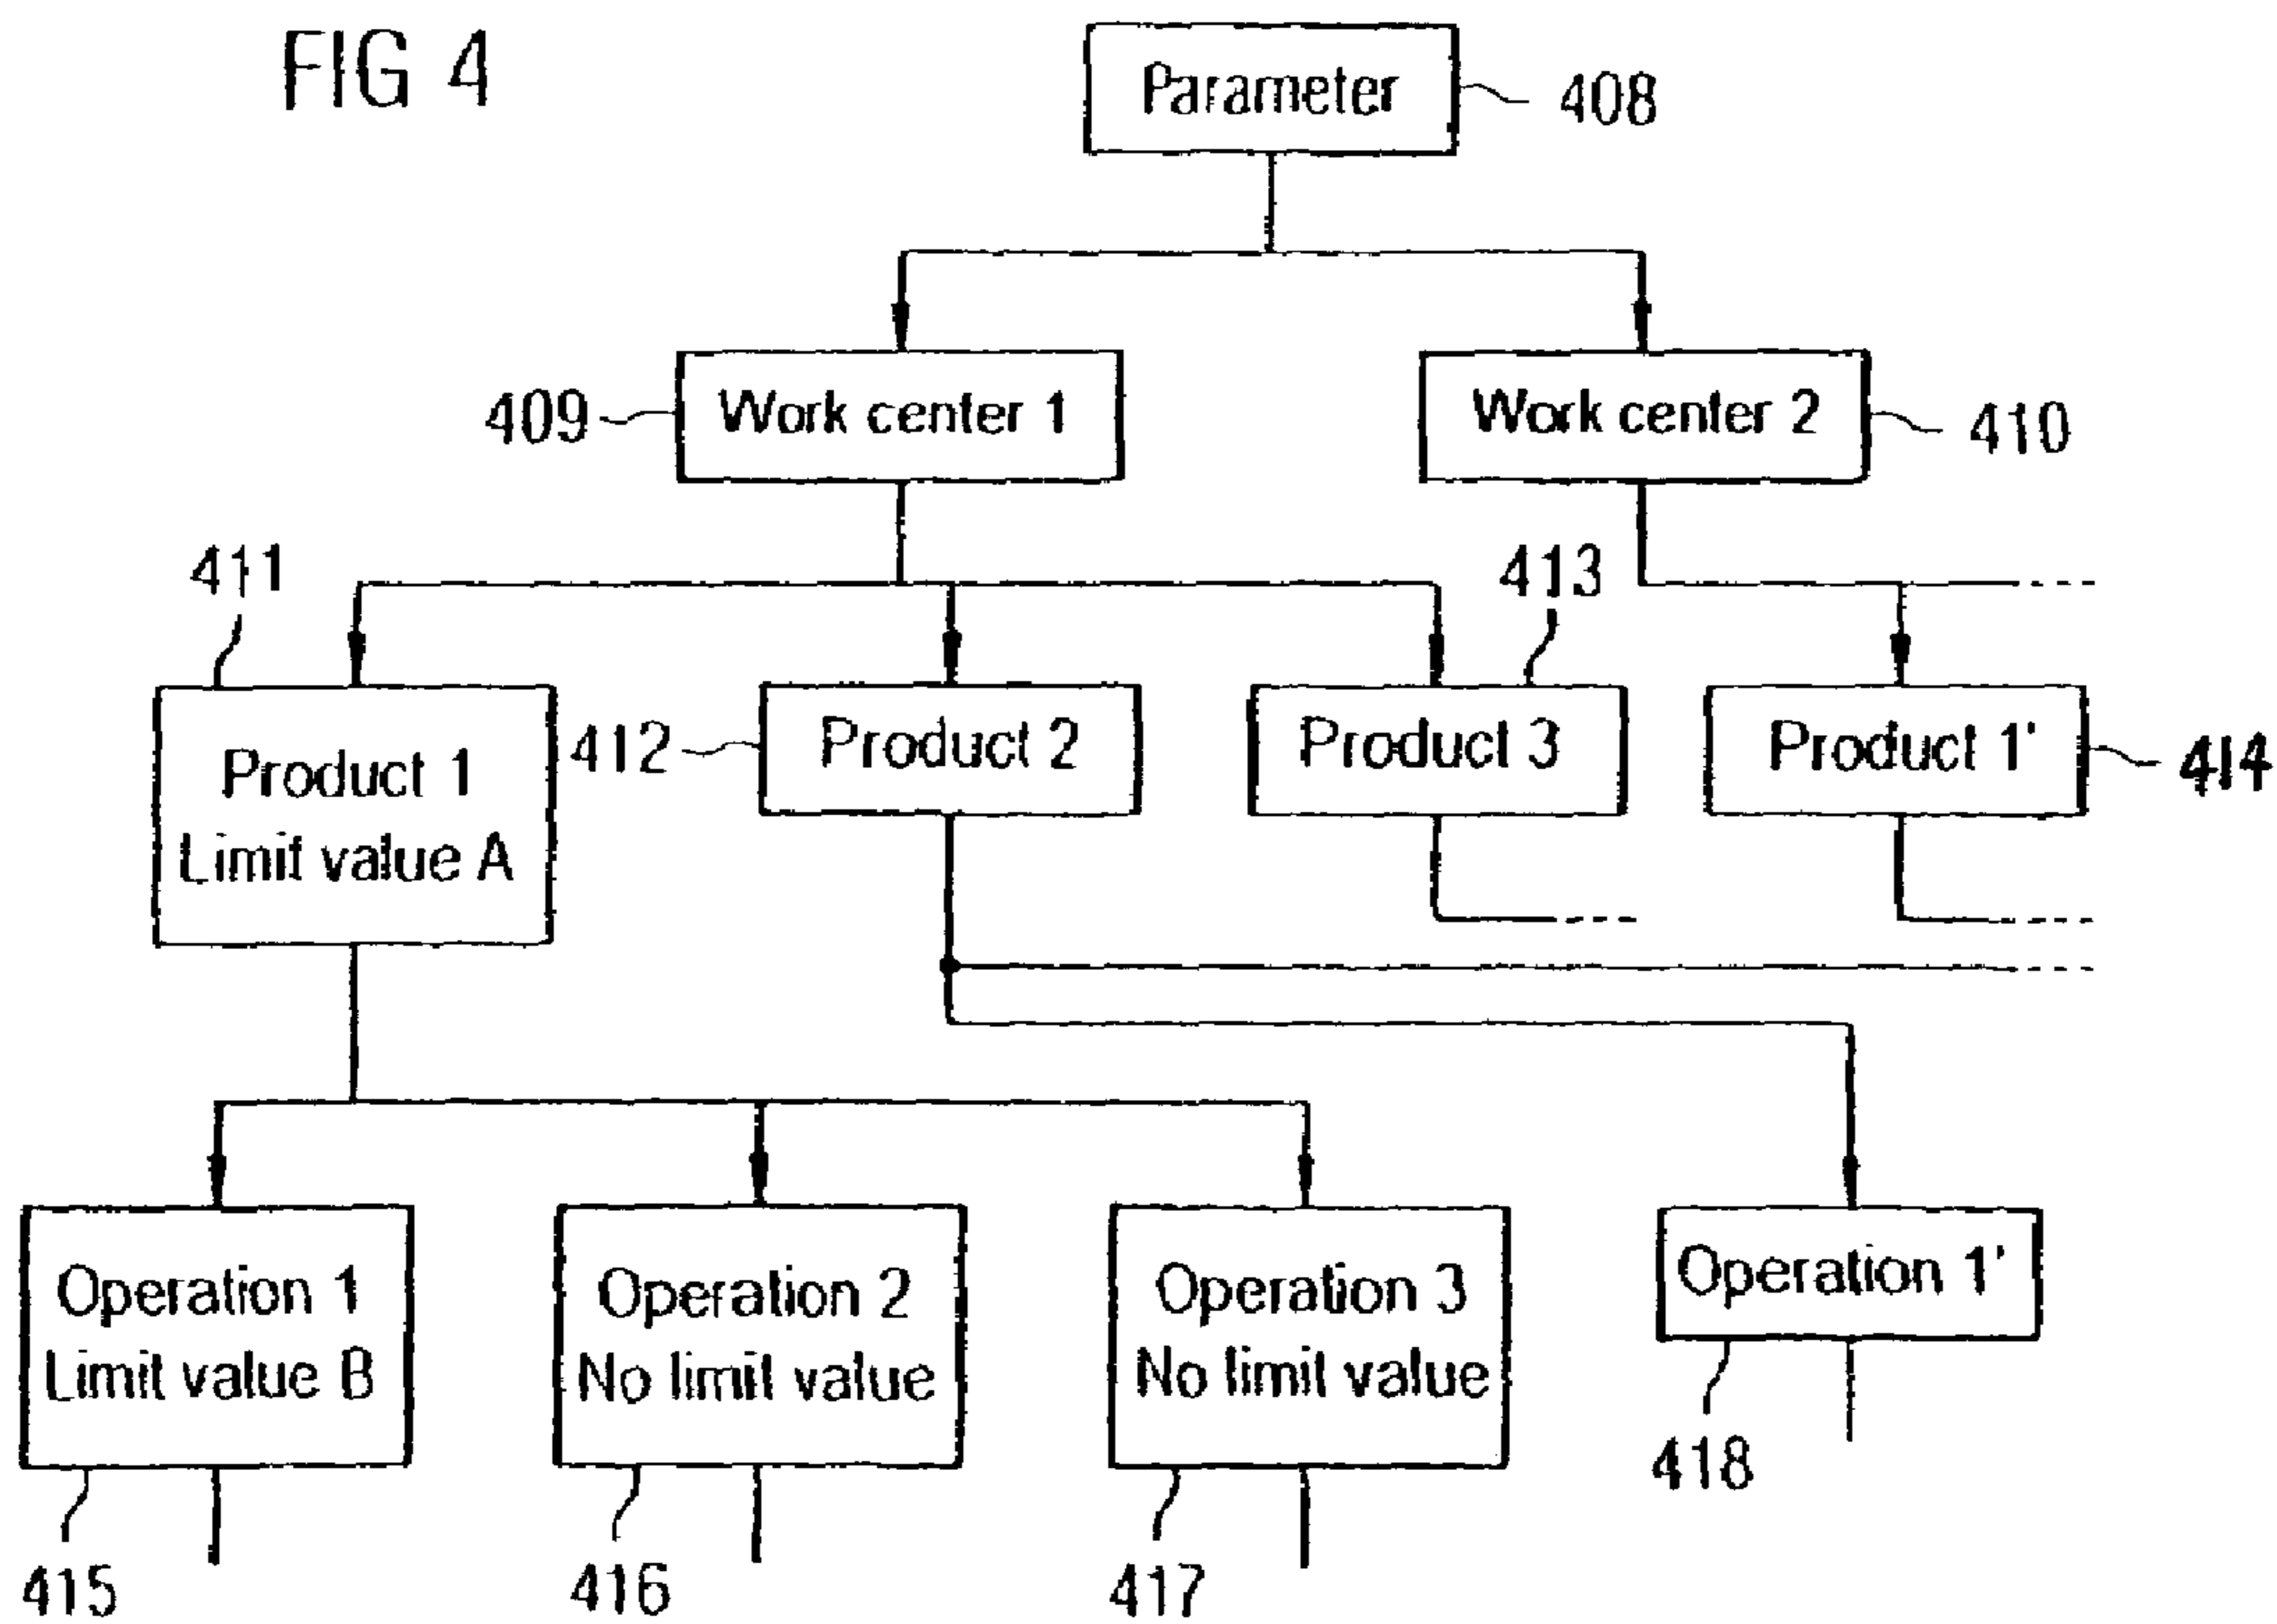 FIG 4
Parameter
408
409
Work center 1
Work center 2
410
411
413
Product 1
Limit value A
412
Product 2
Product 3
Product 1'
414
Operation 1
Limit value B
Operation 2
No limit value
Operation 3
No limit value
Operation 1'
418
415
416
417